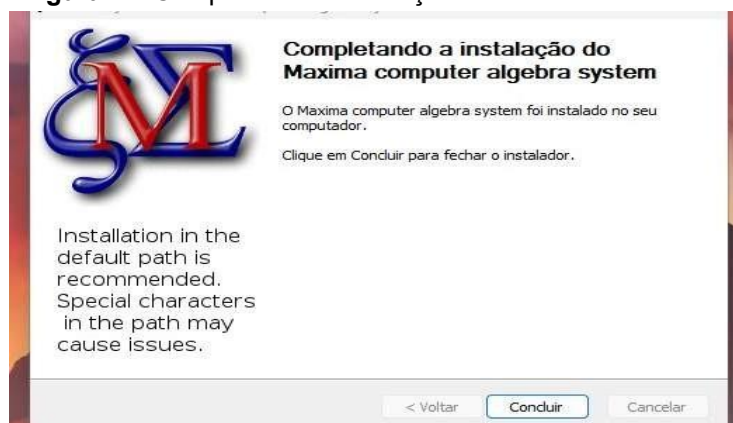 Completando a instalação do
Maxima computer algebra system
O Maxima computer algebra system foi instalado no seu
computador.
Clique em Concluir para fechar o instalador.
Installation in the
default path is
recommended.
Special characters
in the path may
cause issues.
< Voltar Concluir Cancelar